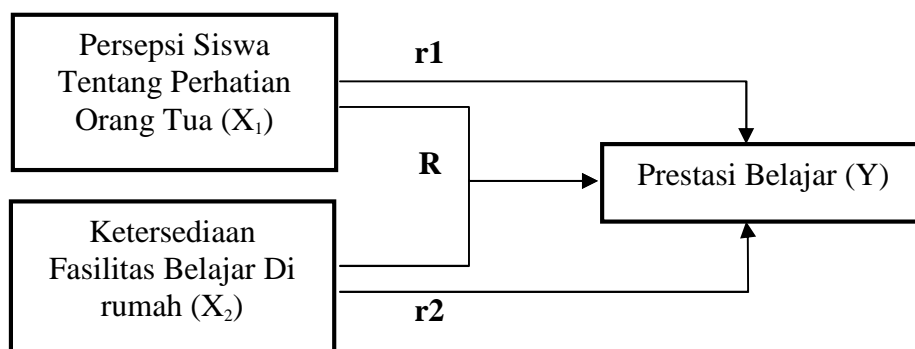 Persepsi Siswa
Tentang Perhatian
Orang Tua (X₁)
r1
R
Prestasi Belajar (Y)
Ketersediaan
Fasilitas Belajar Di
rumah (X₂)
r2